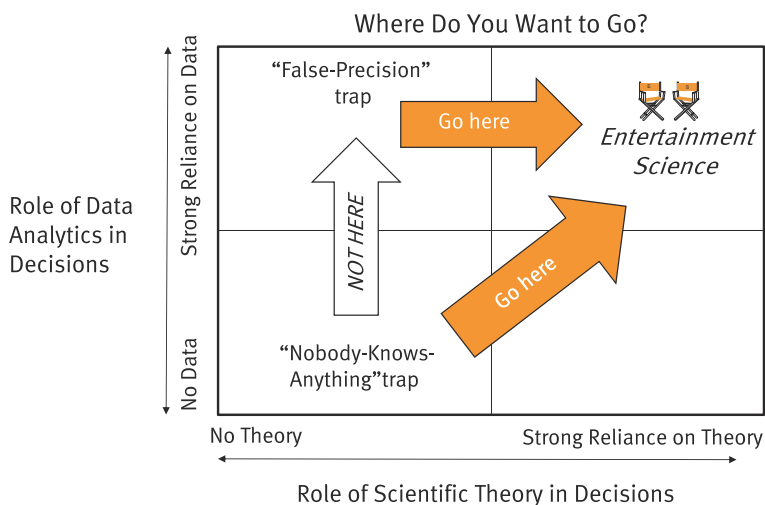 Where Do You Want to Go?
Role of Data
Analytics in
Decisions
Strong Reliance on Data
No Data
“False-Precision”
trap
Go here
Entertainment
Science
NOT HERE
Go here
“Nobody-Knows-
Anything”trap
No Theory
Strong Reliance on Theory
Role of Scientific Theory in Decisions